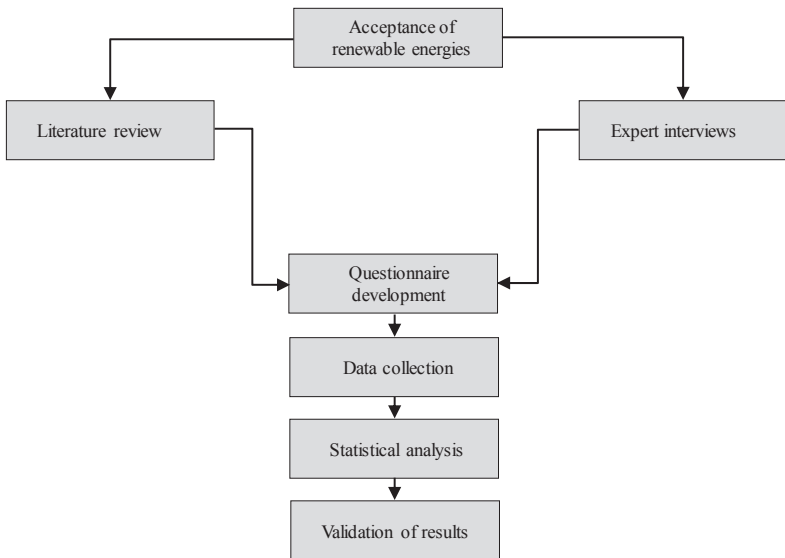 Acceptance of
renewable energies
Literature review
Expert interviews
Questionnaire
development
Data collection
Statistical analysis
Validation of results